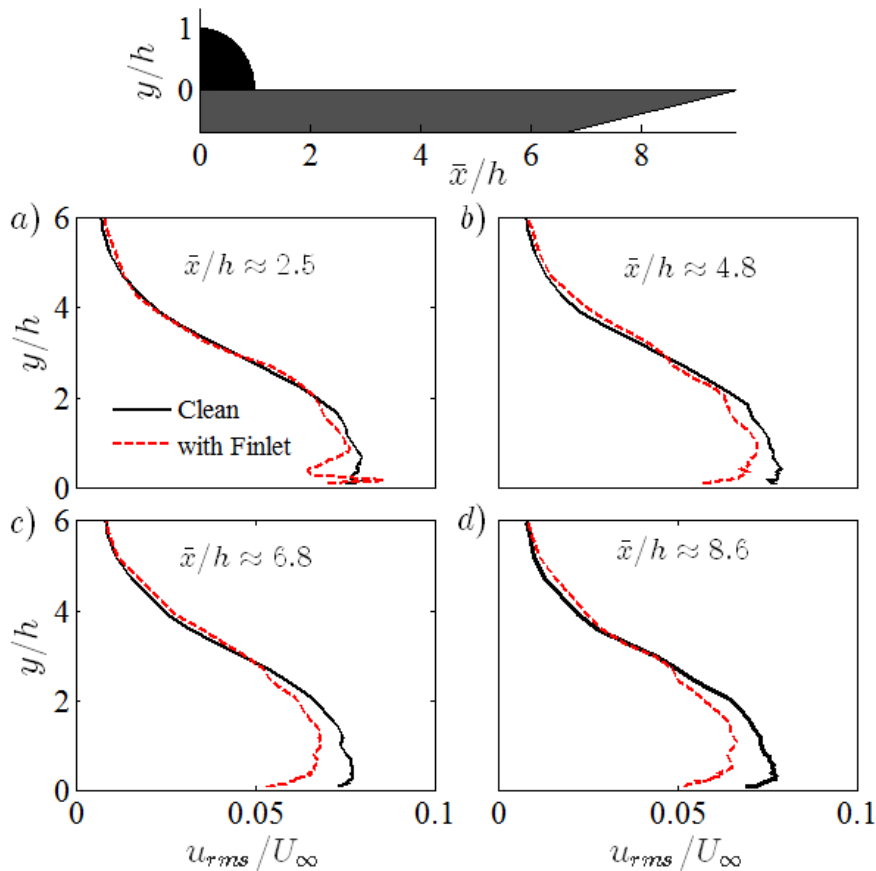 1
y/h
0
0 2 4 6 8
x̄/h
a) 6 b)
x̄/h ≈ 2.5 x̄/h ≈ 4.8
4
y/h
2
Clean
with Finlet
0
c) 6 d)
x̄/h ≈ 6.8 x̄/h ≈ 8.6
4
y/h
2
0
0 0.05 0.1 0 0.05 0.1
u_rms/U_∞ u_rms/U_∞